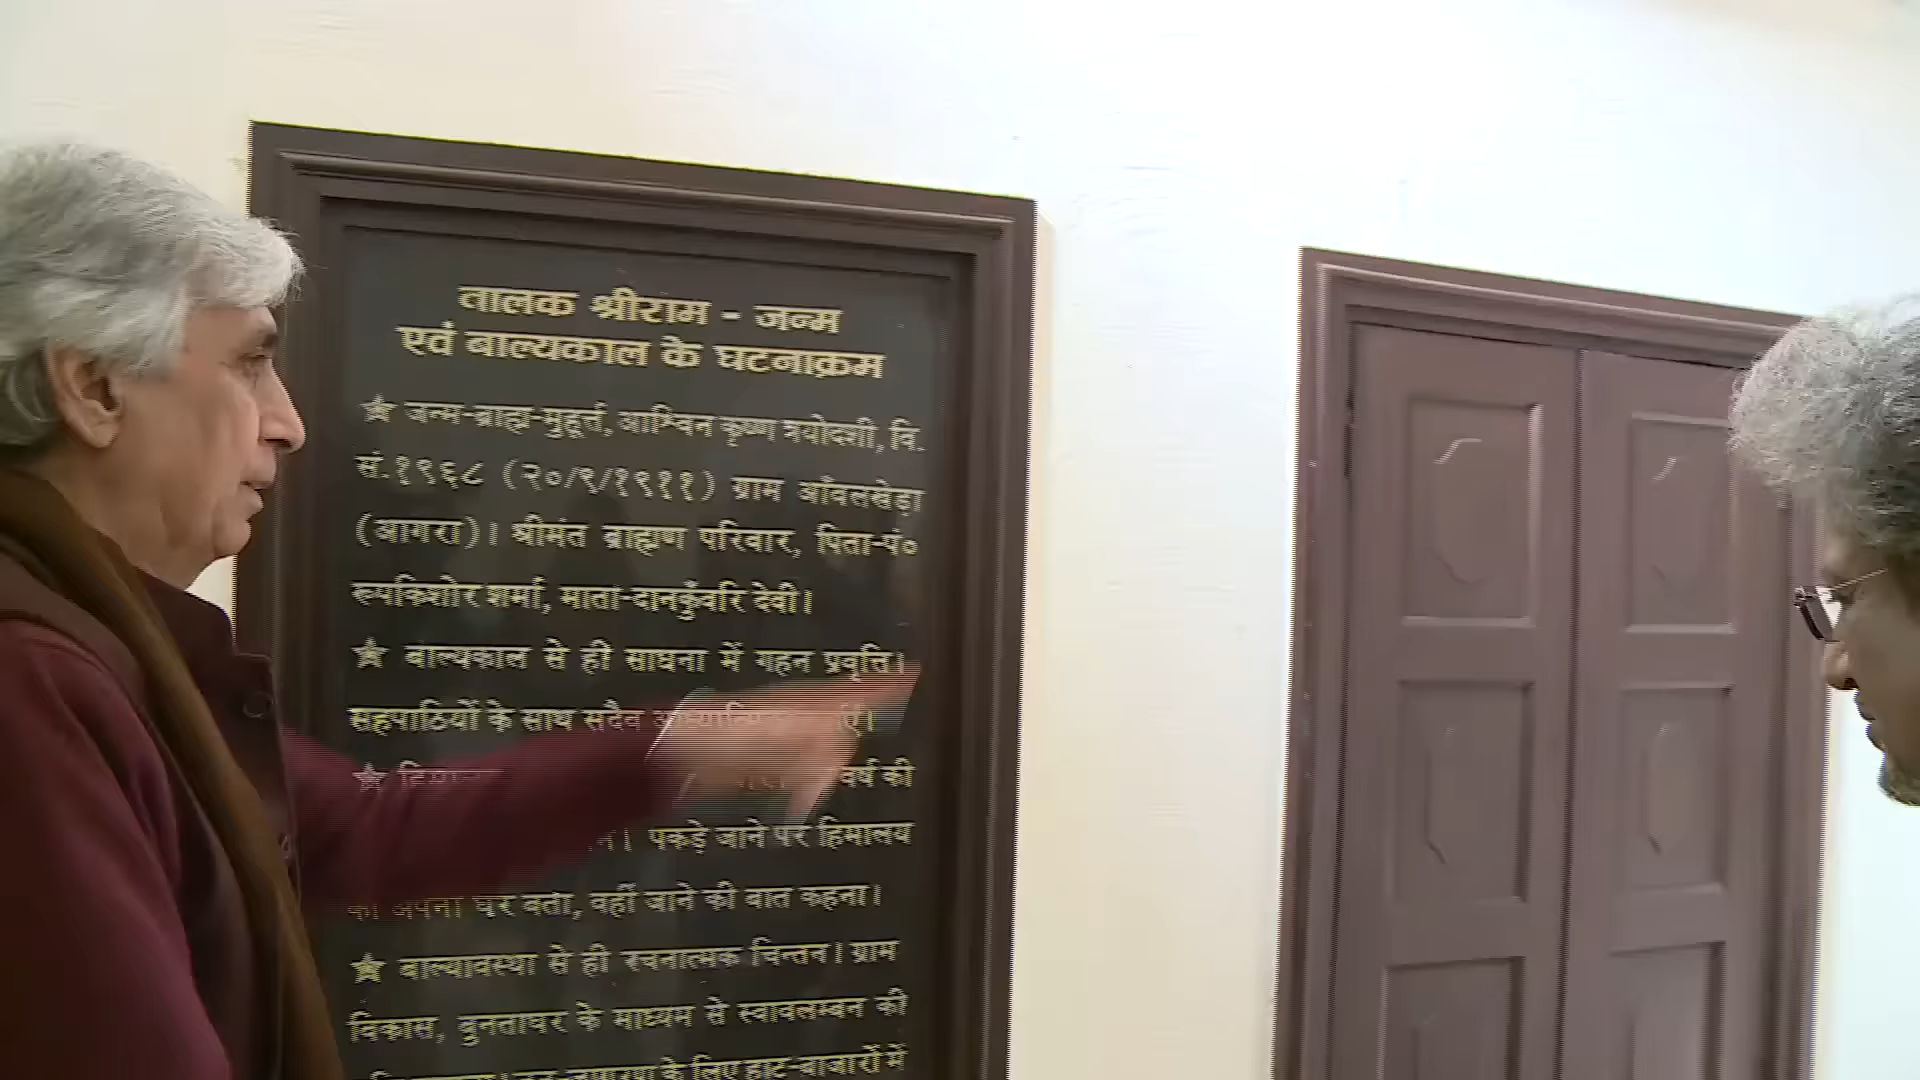 बालक श्रीराम - जन्म
एवं बाल्यकाल के घटनाक्रम
★ जन्म-ब्राह्म-मुहूर्त, आश्विन कृष्ण त्रयोदशी, वि.
सं.१९६८ (२०/९/१९११) ग्राम आँवलखेड़ा
(आगरा)। श्रीमंत ब्राह्मण परिवार, पिता-पं०
रूपकिशोर शर्मा, माता-दानकुँवरि देवी।
★ बाल्यकाल से ही साधना में गहन प्रवृत्ति।
सहपाठियों के साथ सदैव
★ वर्ष की
पकड़े जाने पर हिमालय
को अपना घर बता, वहीं जाने की बात कहना।
★ बाल्यावस्था से ही रचनात्मक चिन्तन। ग्राम
विकास, बुनताघर के माध्यम से स्वावलम्बन की
के लिए हाट-बाजारों में